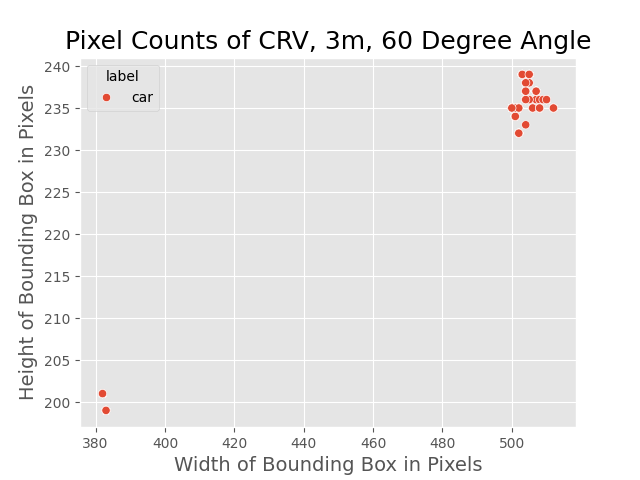 Pixel Counts of CRV, 3m, 60 Degree Angle
label
car
Height of Bounding Box in Pixels
240
235
230
225
220
215
210
205
200
380 400 420 440 460 480 500
Width of Bounding Box in Pixels